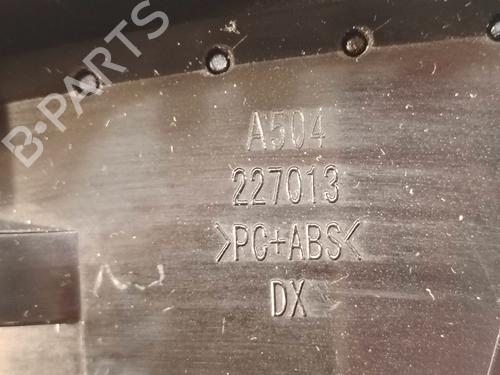 B-PARTS
A504
227013
>PC+ABS<
DX